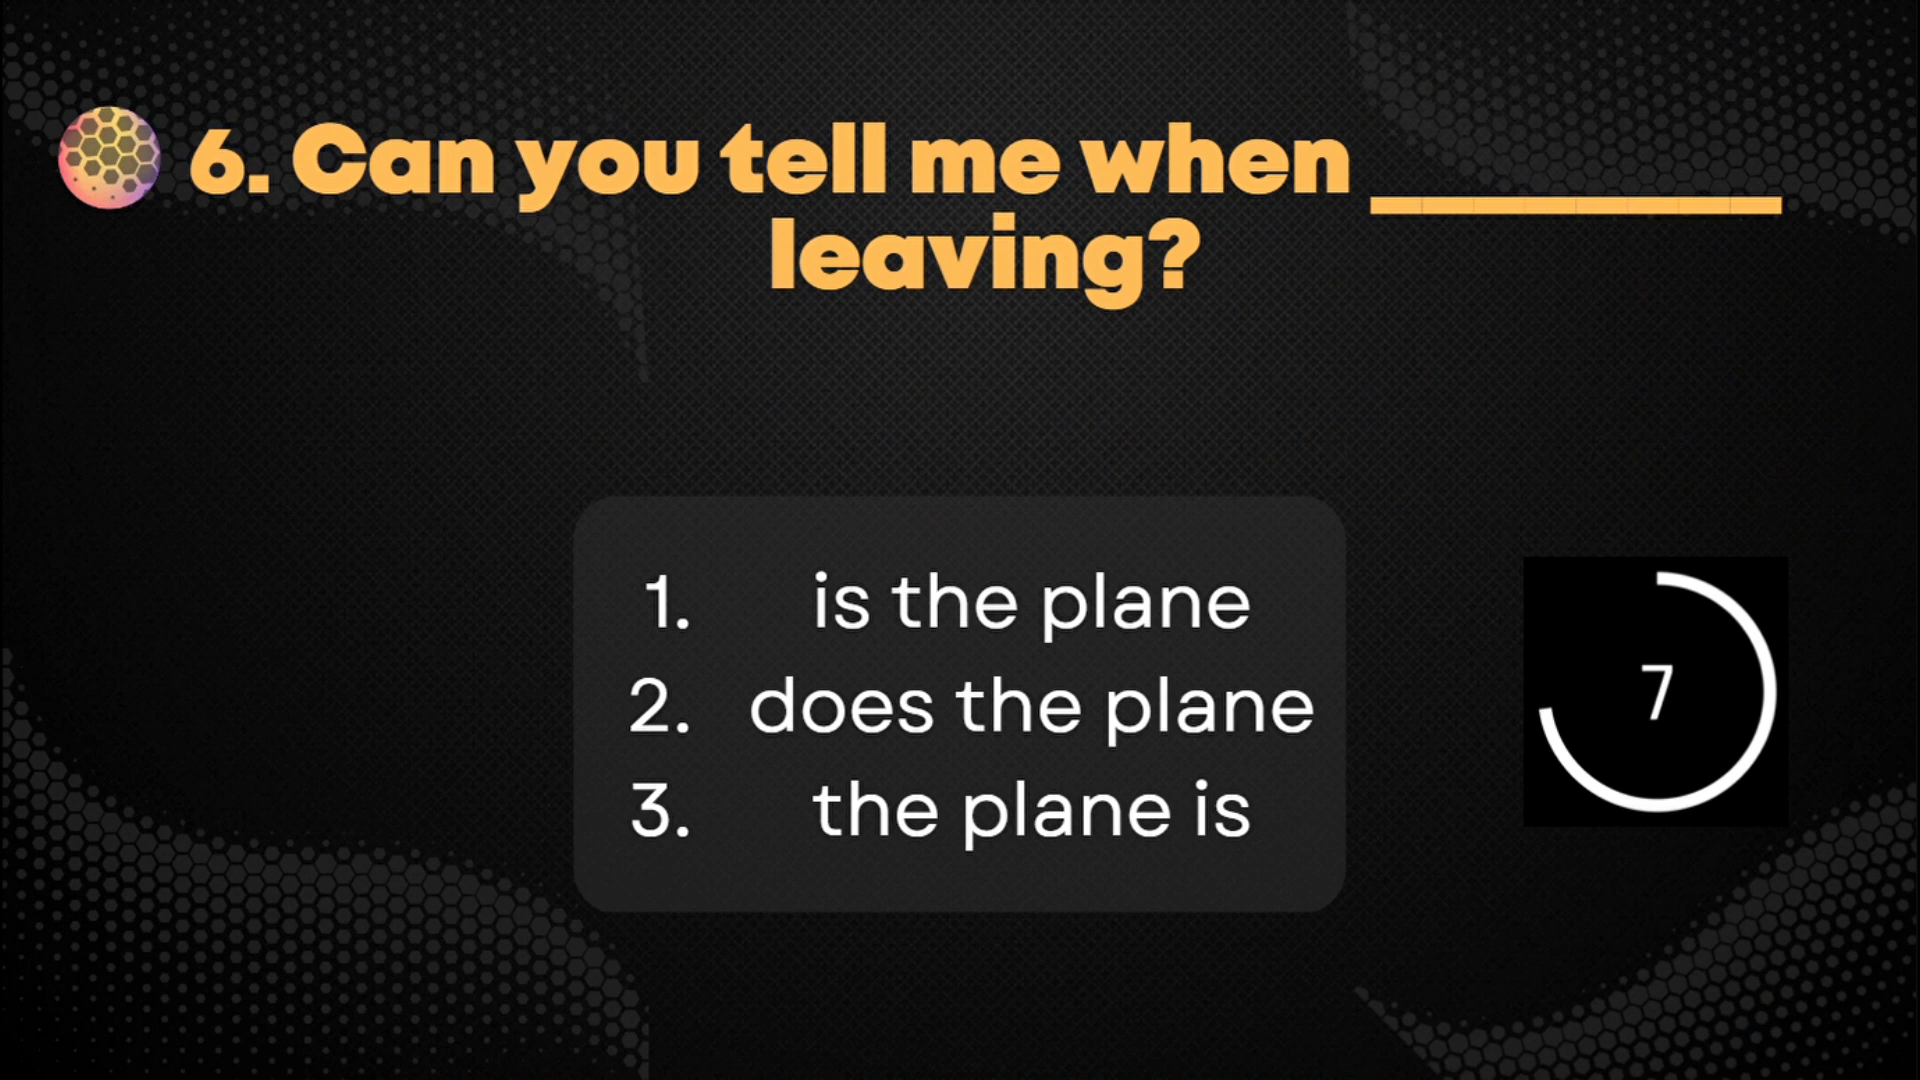 6. Can you tell me when ________
leaving?
1. is the plane
2. does the plane
3. the plane is
7